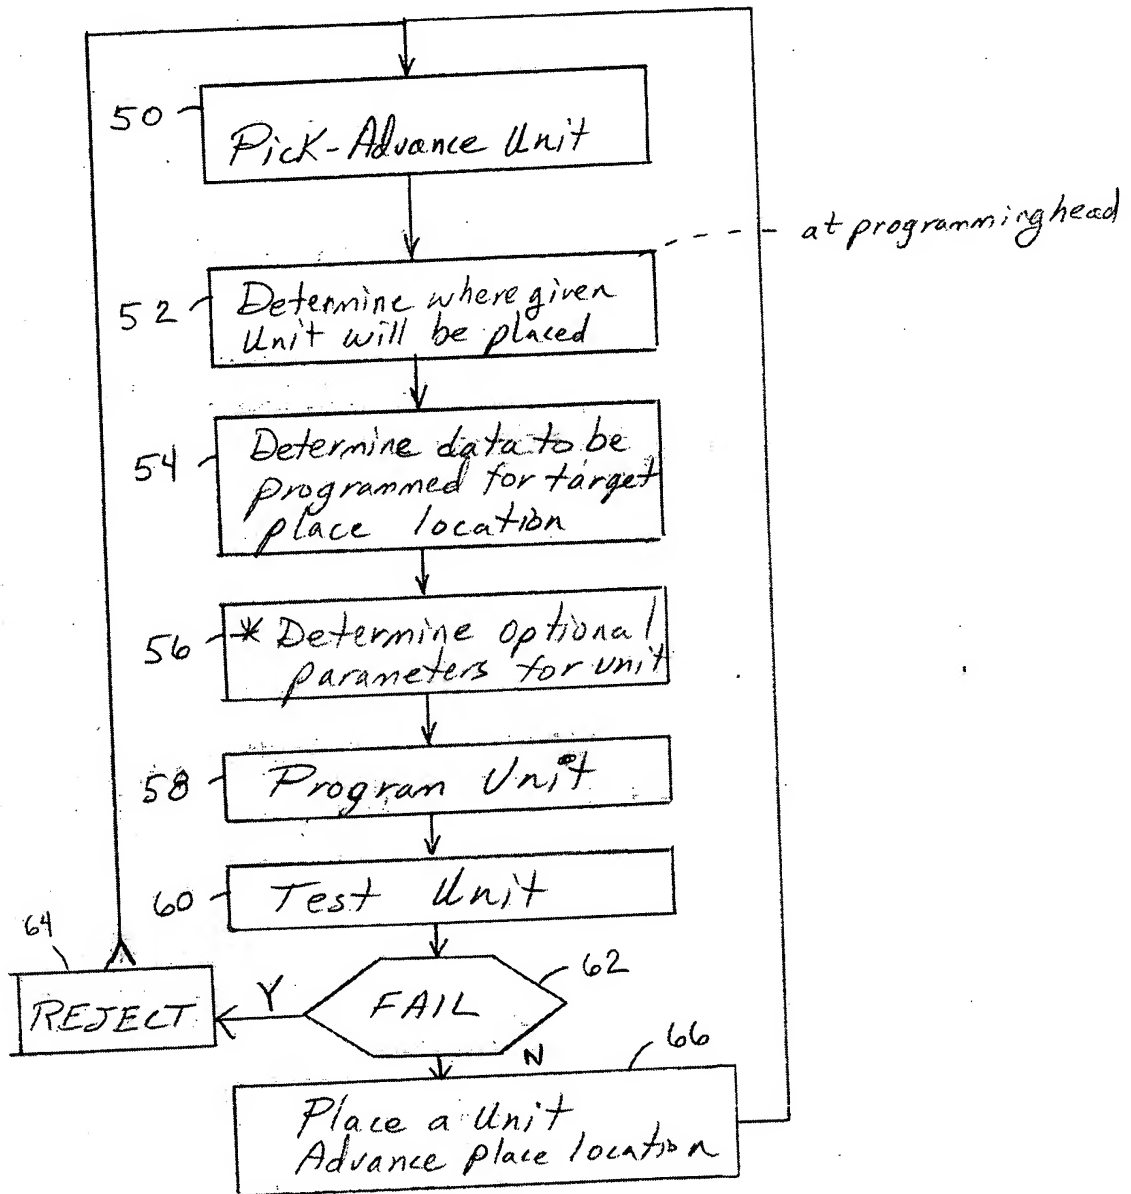 50
Pick-Advance Unit
at programming head
52
Determine where given
Unit will be placed
54
Determine data to be
programmed for target
place location
56
* Determine optional
parameters for unit
58
Program Unit
60
Test Unit
64
62
REJECT
Y
FAIL
N
66
Place a Unit
Advance place location